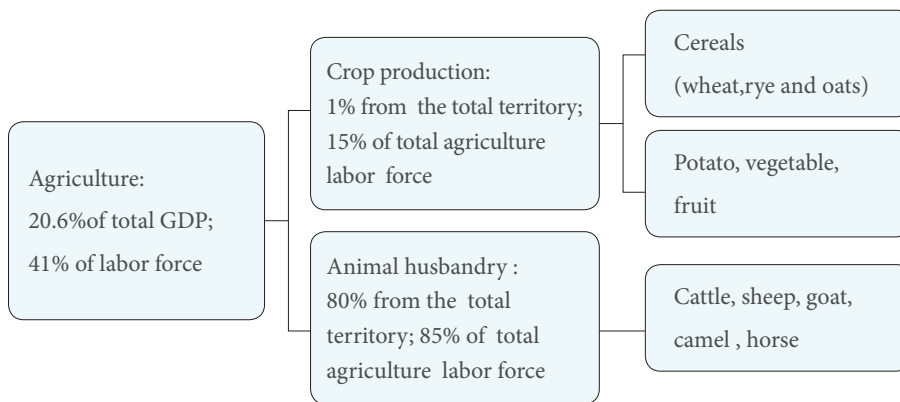 Agriculture:
20.6%of total GDP;
41% of labor force
Crop production:
1% from the total territory;
15% of total agriculture
labor force
Cereals
(wheat,rye and oats)
Potato, vegetable,
fruit
Animal husbandry :
80% from the total
territory; 85% of total
agriculture labor force
Cattle, sheep, goat,
camel , horse